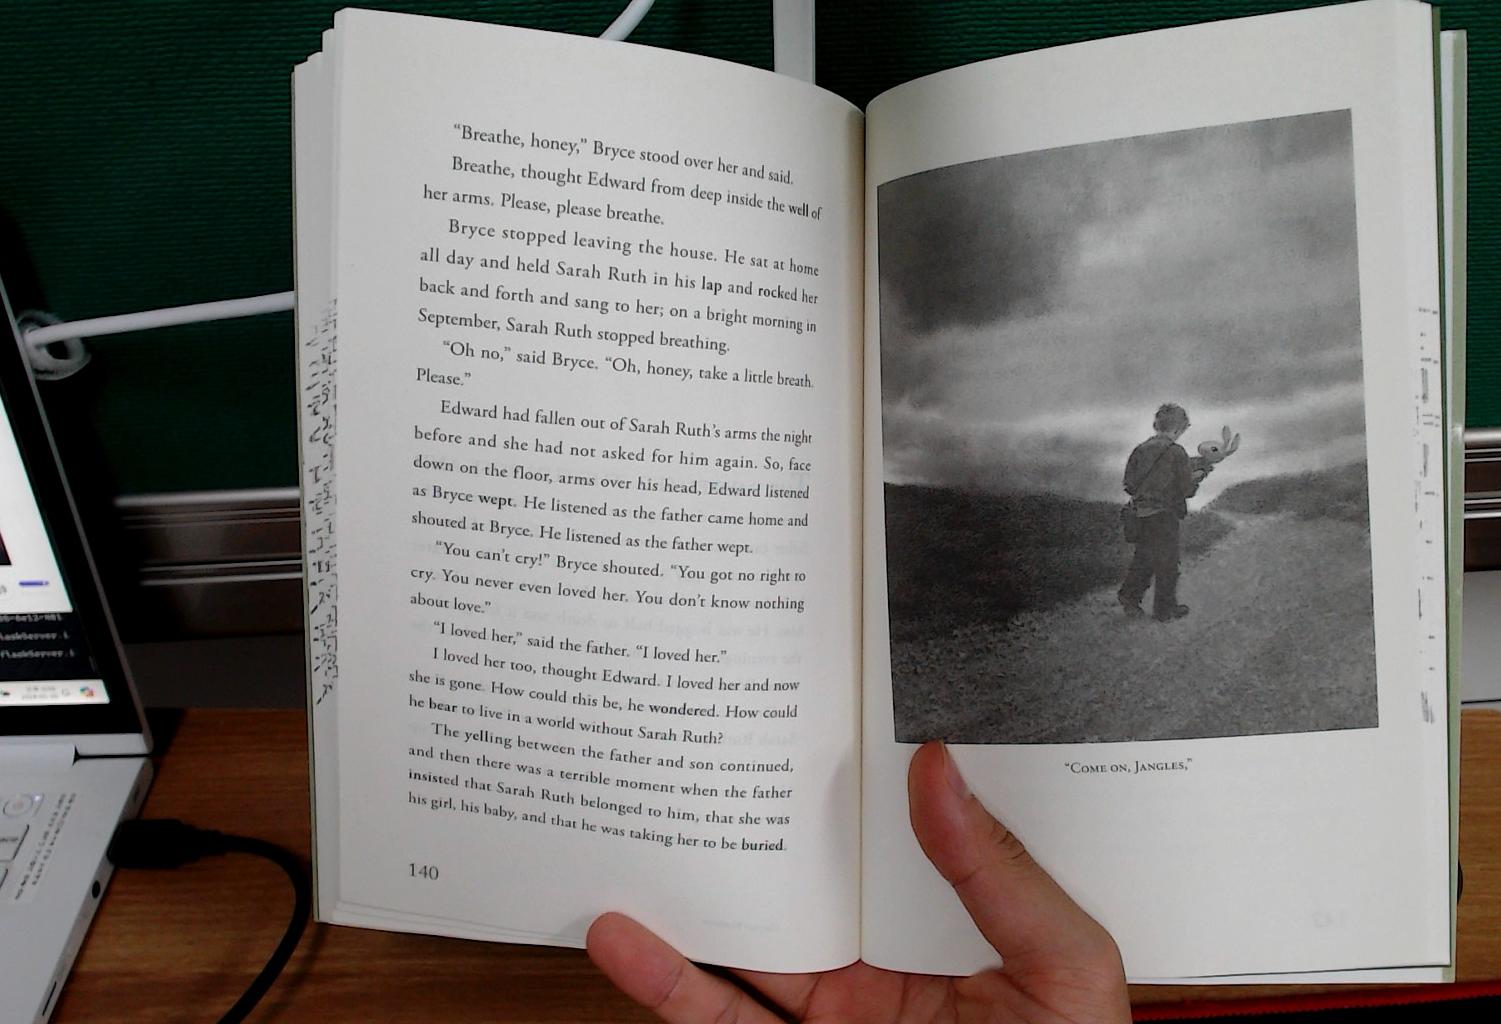 “Breathe, honey,” Bryce stood over her and said.
Breathe, thought Edward from deep inside the well of
her arms. Please, please breathe.
Bryce stopped leaving the house. He sat at home
all day and held Sarah Ruth in his lap and rocked her
back and forth and sang to her; on a bright morning in
September, Sarah Ruth stopped breathing.
“Oh no,” said Bryce. “Oh, honey, take a little breath.
Please.”
Edward had fallen out of Sarah Ruth’s arms the night
before and she had not asked for him again. So, face
down on the floor, arms over his head, Edward listened
as Bryce wept. He listened as the father came home and
shouted at Bryce. He listened as the father wept.
“You can’t cry!” Bryce shouted. “You got no right to
cry. You never even loved her. You don’t know nothing
about love.”
“I loved her,” said the father. “I loved her.”
I loved her too, thought Edward. I loved her and now
she is gone. How could this be, he wondered. How could
he bear to live in a world without Sarah Ruth?
The yelling between the father and son continued,
and then there was a terrible moment when the father
insisted that Sarah Ruth belonged to him, that she was
his girl, his baby, and that he was taking her to be buried.
140
“COME ON, JANGLES,”